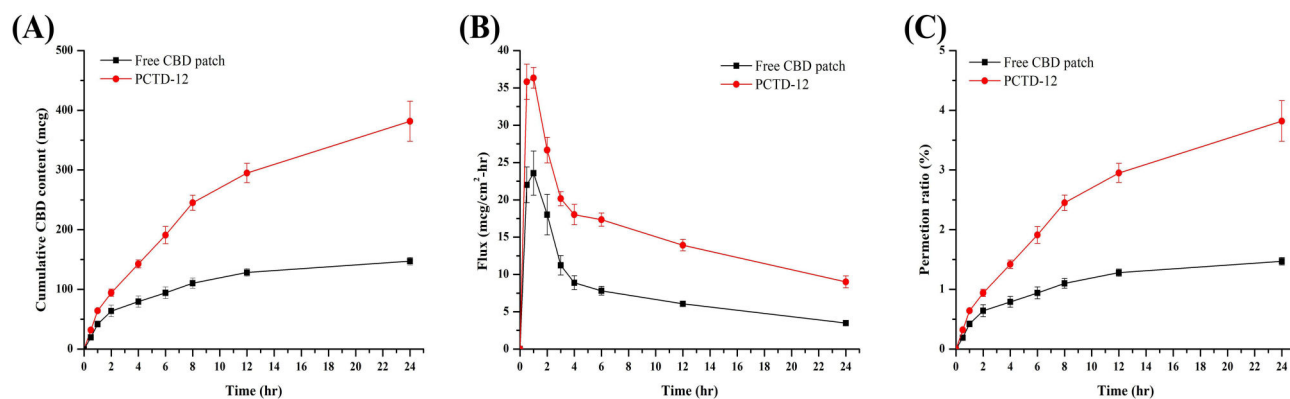 (A)
500
400
300
200
100
0
Cumulative CBD content (mcg)
Free CBD patch
PCTD-12
0 2 4 6 8 10 12 14 16 18 20 22 24
Time (hr)
(B)
40
35
30
25
20
15
10
5
0
Flux (mcg/cm²-hr)
Free CBD patch
PCTD-12
0 2 4 6 8 10 12 14 16 18 20 22 24
Time (hr)
(C)
5
4
3
2
1
0
Permetion ratio (%)
Free CBD patch
PCTD-12
0 2 4 6 8 10 12 14 16 18 20 22 24
Time (hr)